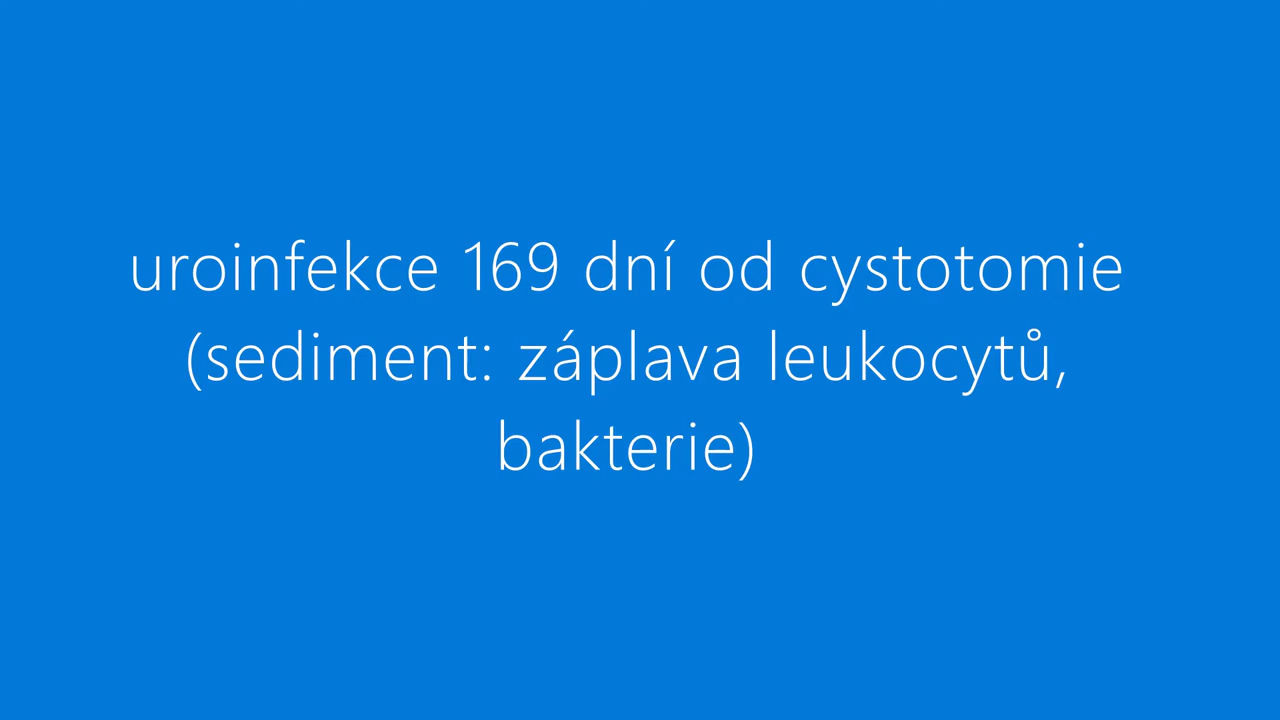 uroinfekce 169 dní od cystotomie
(sediment: záplava leukocytů,
bakterie)